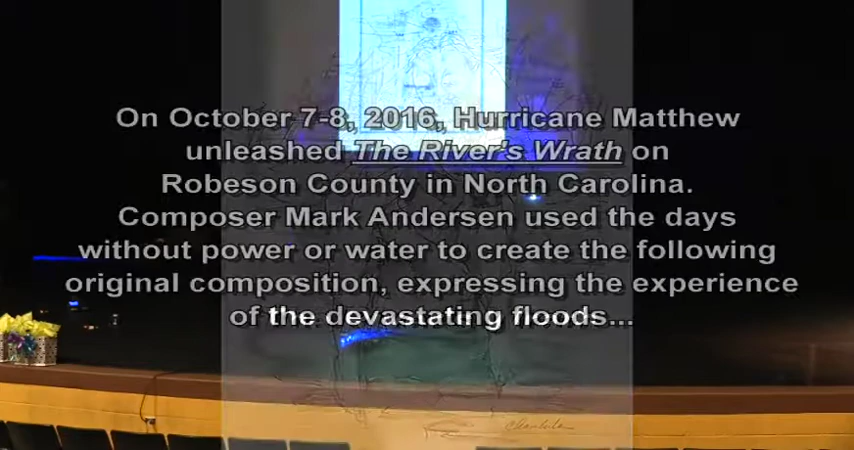 On October 7-8, 2016, Hurricane Matthew
unleashed The River's Wrath on
Robeson County in North Carolina.
Composer Mark Andersen used the days
without power or water to create the following
original composition, expressing the experience
of the devastating floods...